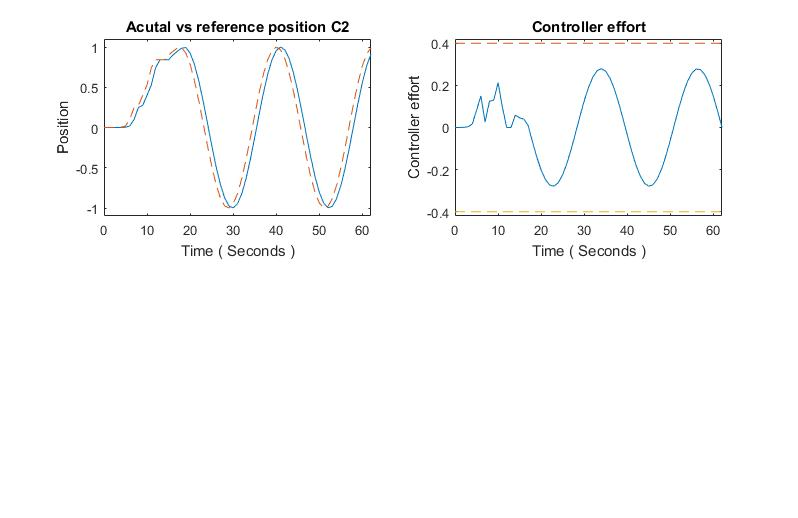 Acutal vs reference position C2
1
0.5
0
-0.5
-1
Position
0 10 20 30 40 50 60
Time ( Seconds )
Controller effort
0.4
0.2
0
-0.2
-0.4
Controller effort
0 10 20 30 40 50 60
Time ( Seconds )